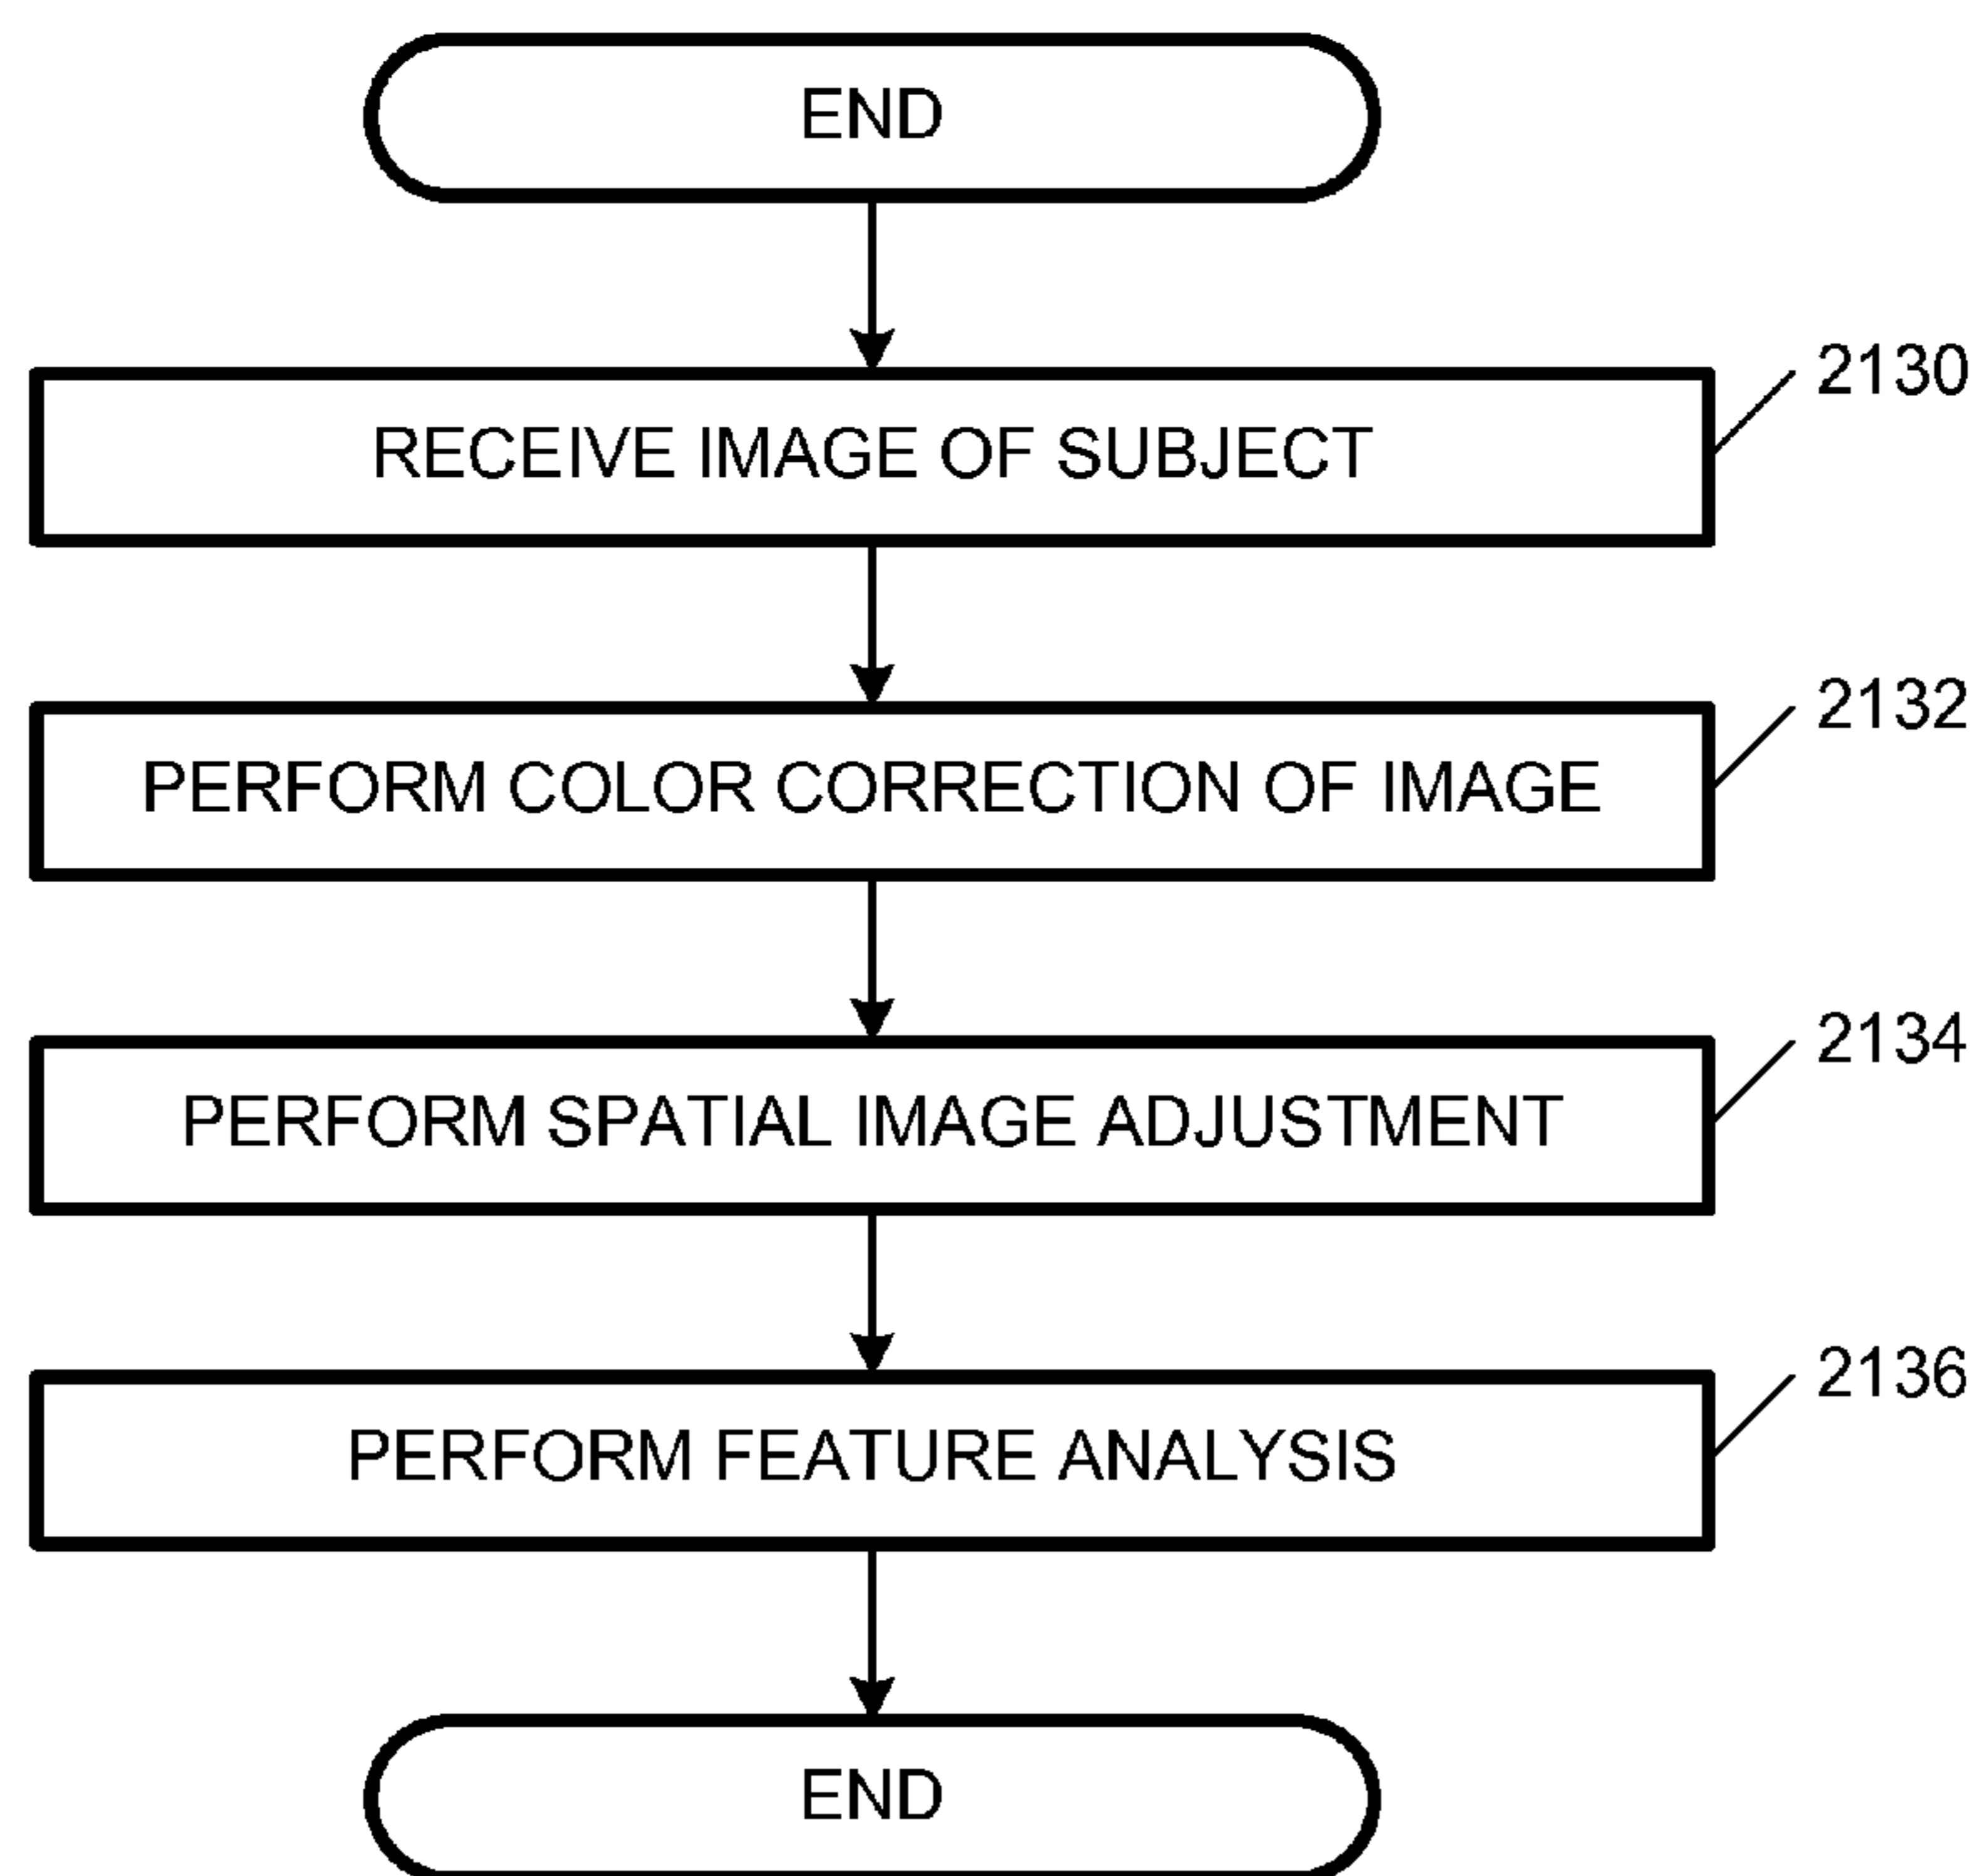 END
2130
RECEIVE IMAGE OF SUBJECT
2132
PERFORM COLOR CORRECTION OF IMAGE
2134
PERFORM SPATIAL IMAGE ADJUSTMENT
2136
PERFORM FEATURE ANALYSIS
END